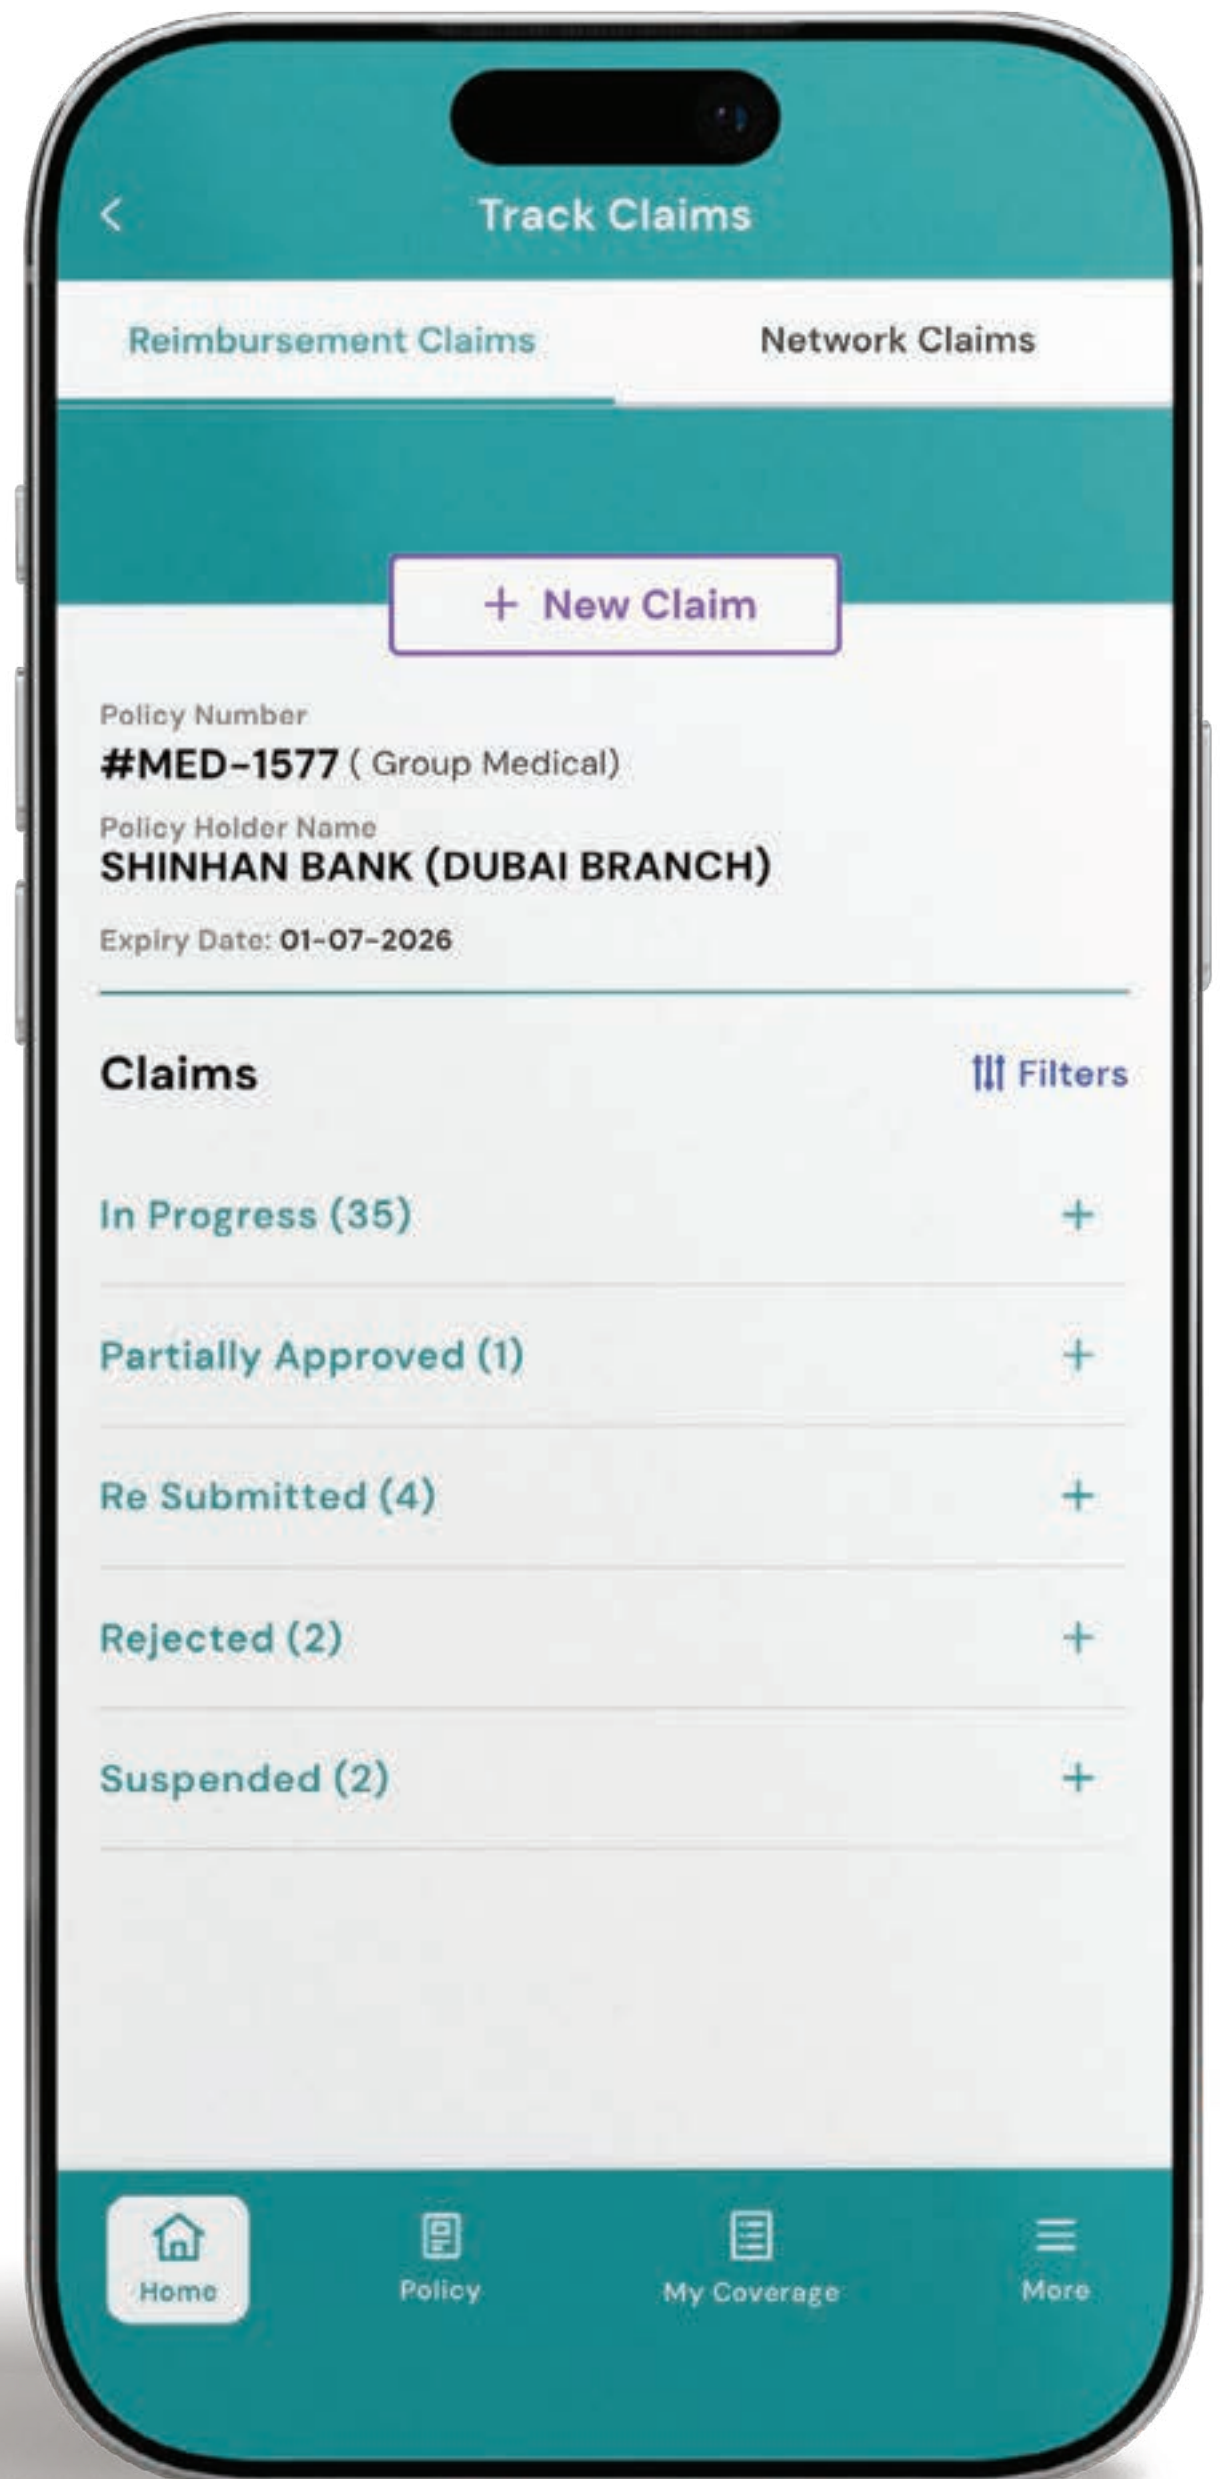 Track Claims
Reimbursement Claims
Network Claims
+ New Claim
Policy Number
#MED-1577 ( Group Medical)
Policy Holder Name
SHINHAN BANK (DUBAI BRANCH)
Expiry Date: 01-07-2026
Claims
Filters
In Progress (35) +
Partially Approved (1) +
Re Submitted (4) +
Rejected (2) +
Suspended (2) +
Home
Policy
My Coverage
More